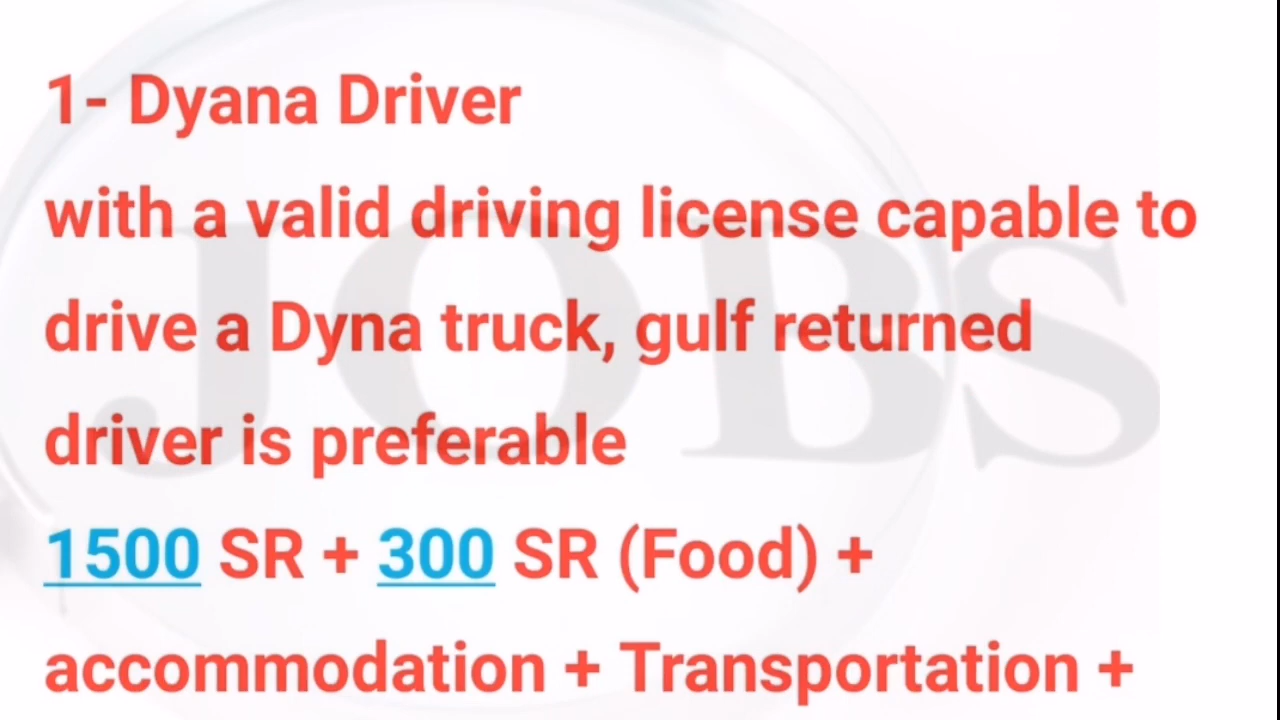 1- Dyana Driver
with a valid driving license capable to
drive a Dyna truck, gulf returned
driver is preferable
1500 SR + 300 SR (Food) +
accommodation + Transportation +
JOBS